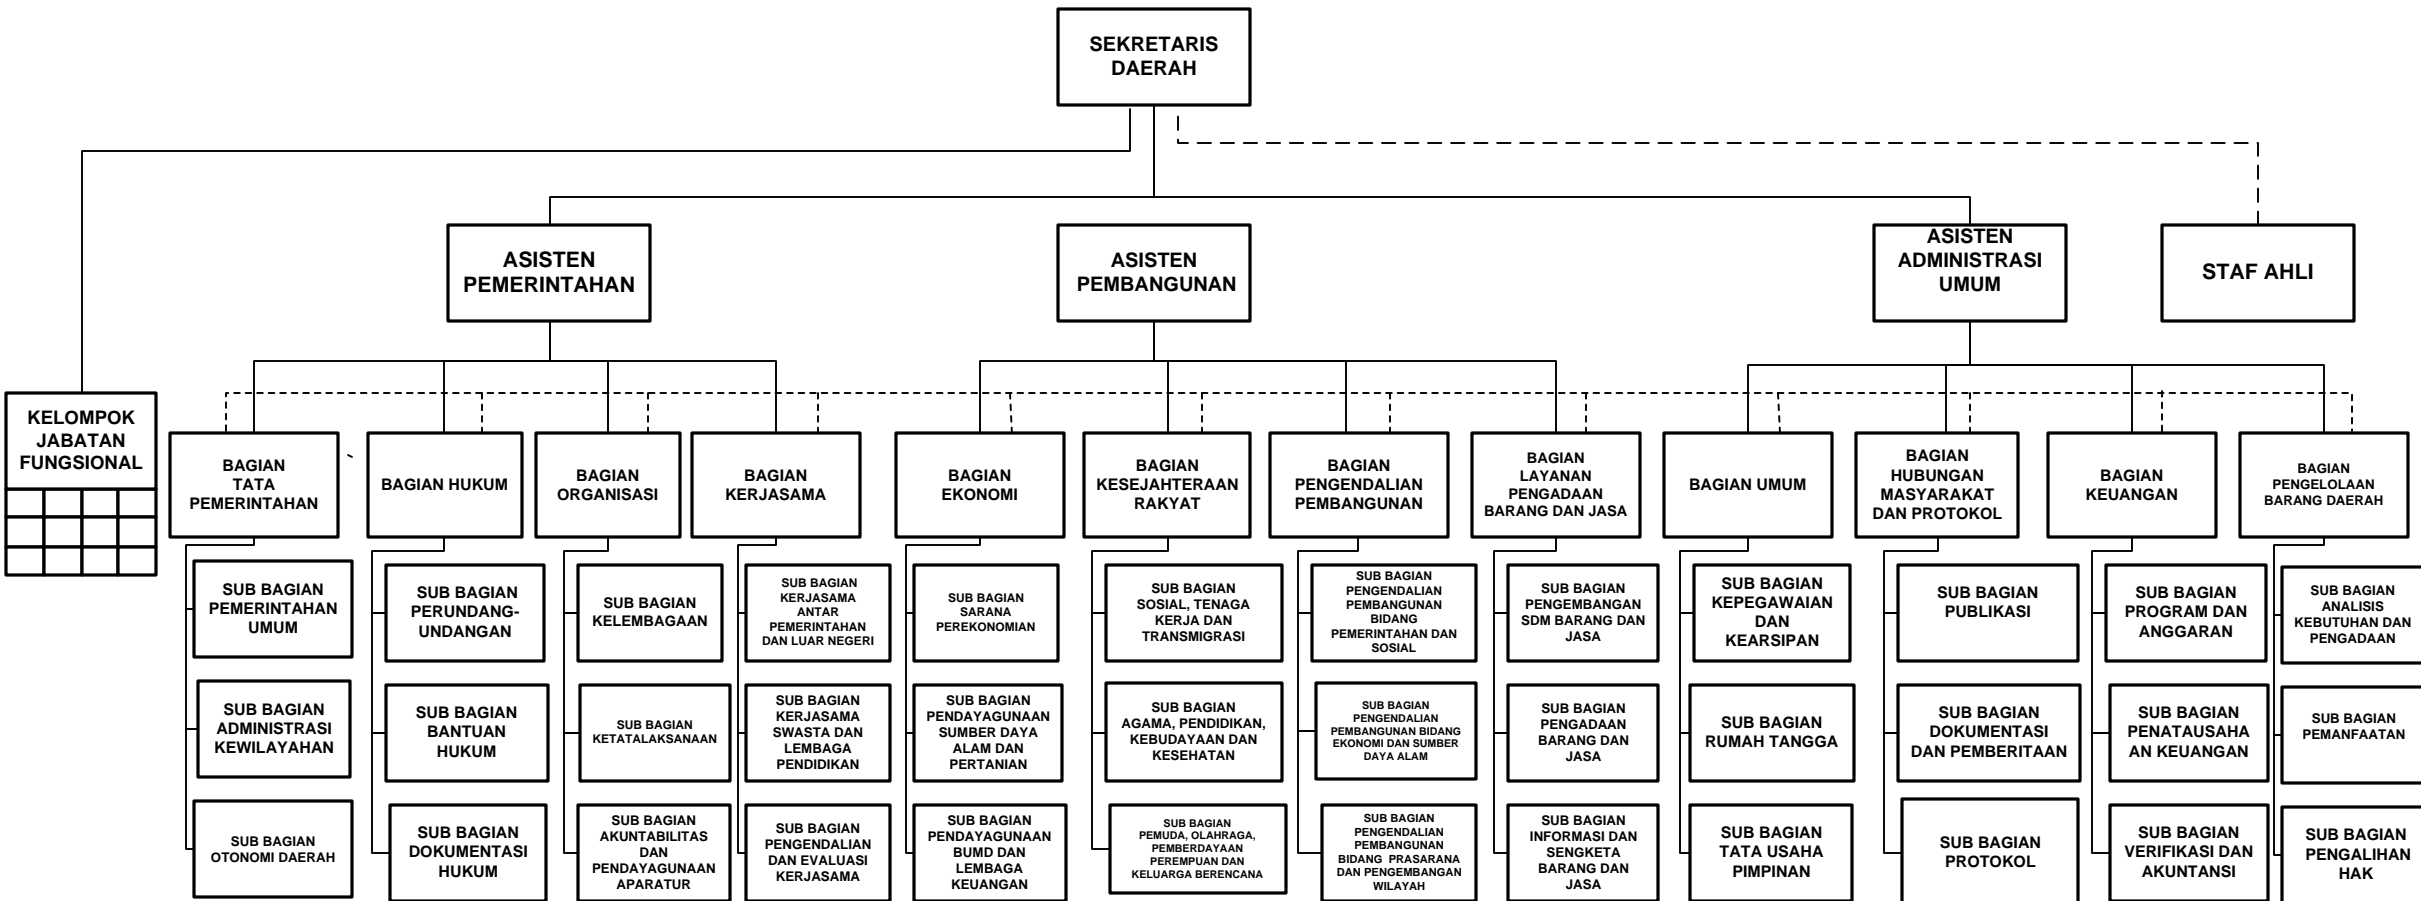 SEKRETARIS
DAERAH
ASISTEN
PEMERINTAHAN
ASISTEN
PEMBANGUNAN
ASISTEN
ADMINISTRASI
UMUM
STAF AHLI
KELOMPOK
JABATAN
FUNGSIONAL
BAGIAN
TATA
PEMERINTAHAN
BAGIAN HUKUM
BAGIAN
ORGANISASI
BAGIAN
KERJASAMA
BAGIAN
EKONOMI
BAGIAN
KESEJAHTERAAN
RAKYAT
BAGIAN
PENGENDALIAN
PEMBANGUNAN
BAGIAN
LAYANAN
PENGADAAN
BARANG DAN JASA
BAGIAN UMUM
BAGIAN
HUBUNGAN
MASYARAKAT
DAN PROTOKOL
BAGIAN
KEUANGAN
BAGIAN
PENGELOLAAN
BARANG DAERAH
SUB BAGIAN
PEMERINTAHAN
UMUM
SUB BAGIAN
PERUNDANG-
UNDANGAN
SUB BAGIAN
KELEMBAGAAN
SUB BAGIAN
KERJASAMA
ANTAR
PEMERINTAHAN
DAN LUAR NEGERI
SUB BAGIAN
SARANA
PEREKONOMIAN
SUB BAGIAN
SOSIAL, TENAGA
KERJA DAN
TRANSMIGRASI
SUB BAGIAN
PENGENDALIAN
PEMBANGUNAN
BIDANG
PEMERINTAHAN DAN
SOSIAL
SUB BAGIAN
PENGEMBANGAN
SDM BARANG DAN
JASA
SUB BAGIAN
KEPEGAWAIAN
DAN
KEARSIPAN
SUB BAGIAN
PUBLIKASI
SUB BAGIAN
PROGRAM DAN
ANGGARAN
SUB BAGIAN
ANALISIS
KEBUTUHAN DAN
PENGADAAN
SUB BAGIAN
ADMINISTRASI
KEWILAYAHAN
SUB BAGIAN
BANTUAN
HUKUM
SUB BAGIAN
KETATALAKSANAAN
SUB BAGIAN
KERJASAMA
SWASTA DAN
LEMBAGA
PENDIDIKAN
SUB BAGIAN
PENDAYAGUNAAN
SUMBER DAYA
ALAM DAN
PERTANIAN
SUB BAGIAN
AGAMA, PENDIDIKAN,
KEBUDAYAAN DAN
KESEHATAN
SUB BAGIAN
PENGENDALIAN
PEMBANGUNAN BIDANG
EKONOMI DAN SUMBER
DAYA ALAM
SUB BAGIAN
PENGADAAN
BARANG DAN
JASA
SUB BAGIAN
RUMAH TANGGA
SUB BAGIAN
DOKUMENTASI
DAN PEMBERITAAN
SUB BAGIAN
PENATAUSAHA
AN KEUANGAN
SUB BAGIAN
PEMANFAATAN
SUB BAGIAN
OTONOMI DAERAH
SUB BAGIAN
DOKUMENTASI
HUKUM
SUB BAGIAN
AKUNTABILITAS
DAN
PENDAYAGUNAAN
APARATUR
SUB BAGIAN
PENGENDALIAN
DAN EVALUASI
KERJASAMA
SUB BAGIAN
PENDAYAGUNAAN
BUMD DAN
LEMBAGA
KEUANGAN
SUB BAGIAN
PEMUDA, OLAHRAGA,
PEMBERDAYAAN
PEREMPUAN DAN
KELUARGA BERENCANA
SUB BAGIAN
PENGENDALIAN
PEMBANGUNAN
BIDANG PRASARANA
DAN PENGEMBANGAN
WILAYAH
SUB BAGIAN
INFORMASI DAN
SENGKETA
BARANG DAN
JASA
SUB BAGIAN
TATA USAHA
PIMPINAN
SUB BAGIAN
PROTOKOL
SUB BAGIAN
VERIFIKASI DAN
AKUNTANSI
SUB BAGIAN
PENGALIHAN
HAK